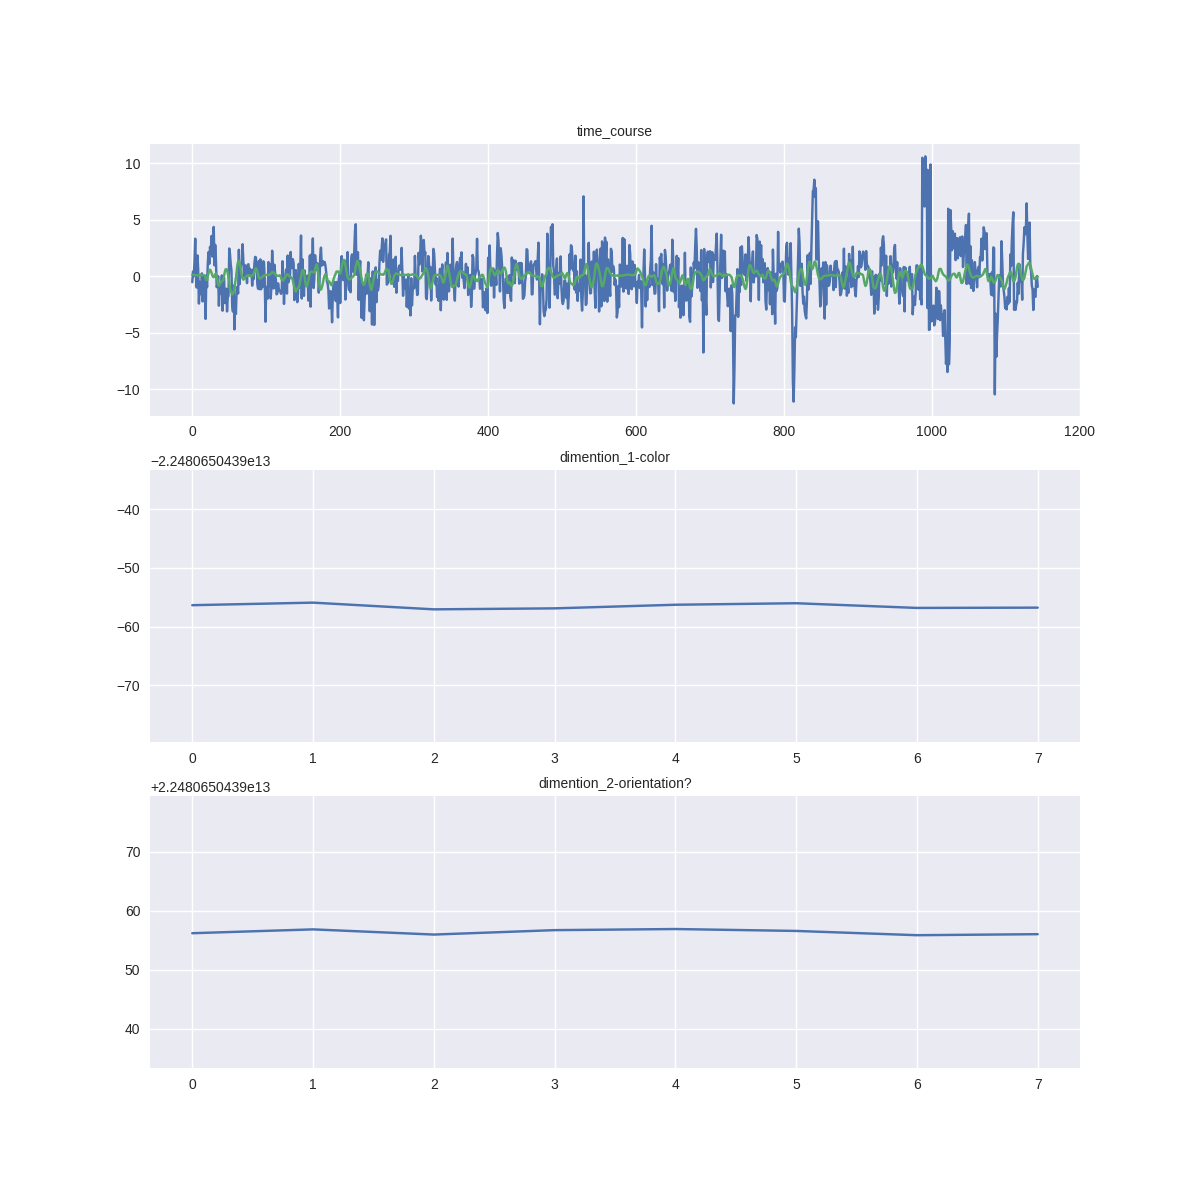 time_course
10
5
0
−5
−10
0 200 400 600 800 1000 1200
−2.2480650439e13
dimention_1-color
−40
−50
−60
−70
0 1 2 3 4 5 6 7
+2.2480650439e13
dimention_2-orientation?
70
60
50
40
0 1 2 3 4 5 6 7